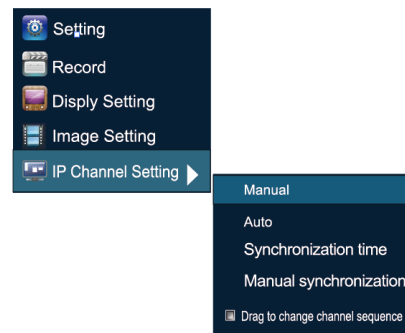 Setting
Record
Disply Setting
Image Setting
IP Channel Setting
Manual
Auto
Synchronization time
Manual synchronization
Drag to change channel sequence